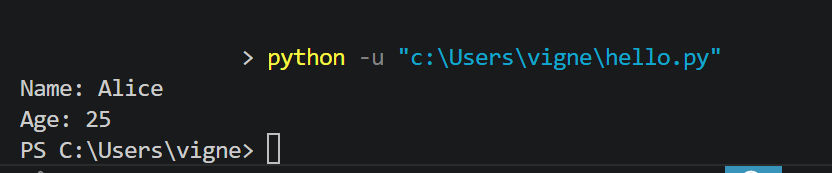 > python -u "c:\Users\vigne\hello.py"
Name: Alice
Age: 25
PS C:\Users\vigne>